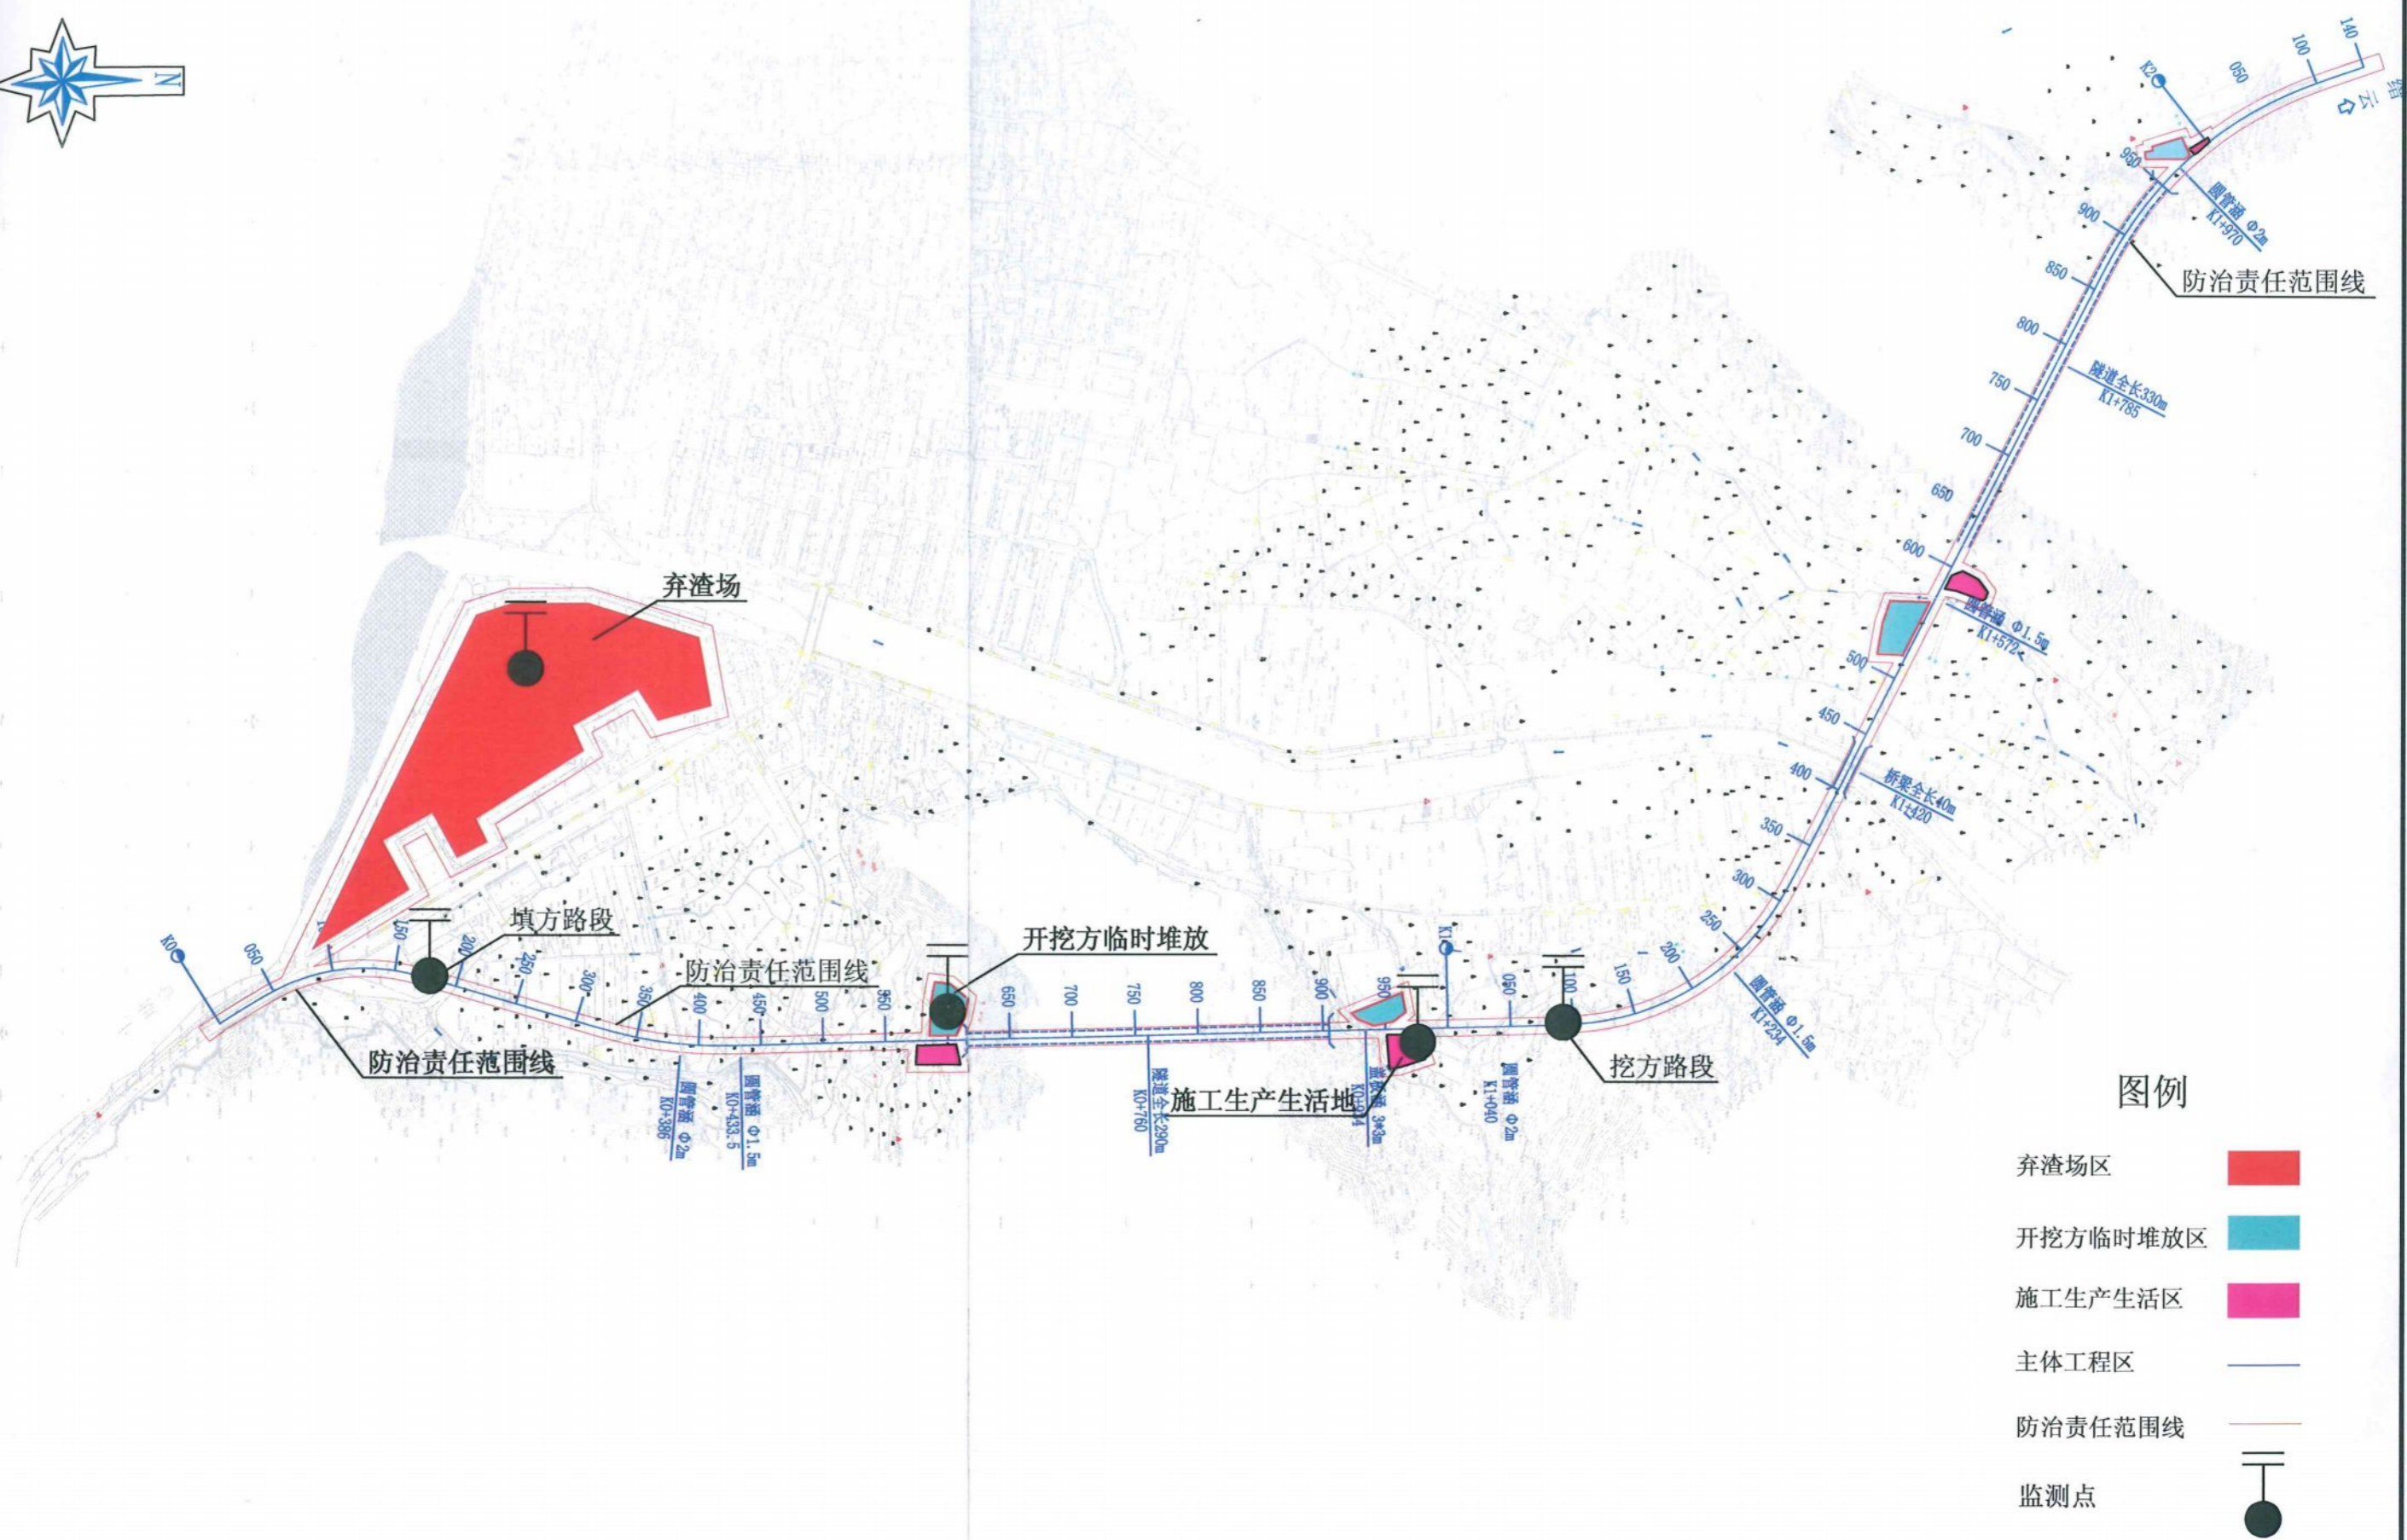 N
140
100
050
缙云
K2
950
圆管涵 Φ2m
K1+970
900
防治责任范围线
850
800
隧道全长330m
K1+785
750
700
650
600
圆管涵 Φ1.5m
K1+572
500
450
桥梁全长40m
K1+420
400
350
300
250
200
150
圆管涵 Φ1.5m
K1+234
弃渣场
填方路段
开挖方临时堆放
防治责任范围线
K0
050
150
200
250
300
350
400
450
500
550
650
700
750
800
850
900
950
K1
050
100
防治责任范围线
圆管涵 Φ2m
K0+386
圆管涵 Φ1.5m
K0+433.5
隧道全长290m
K0+760
施工生产生活地
3*3m
圆管涵 Φ2m
K1+040
挖方路段
图例
弃渣场区
开挖方临时堆放区
施工生产生活区
主体工程区
防治责任范围线
监测点